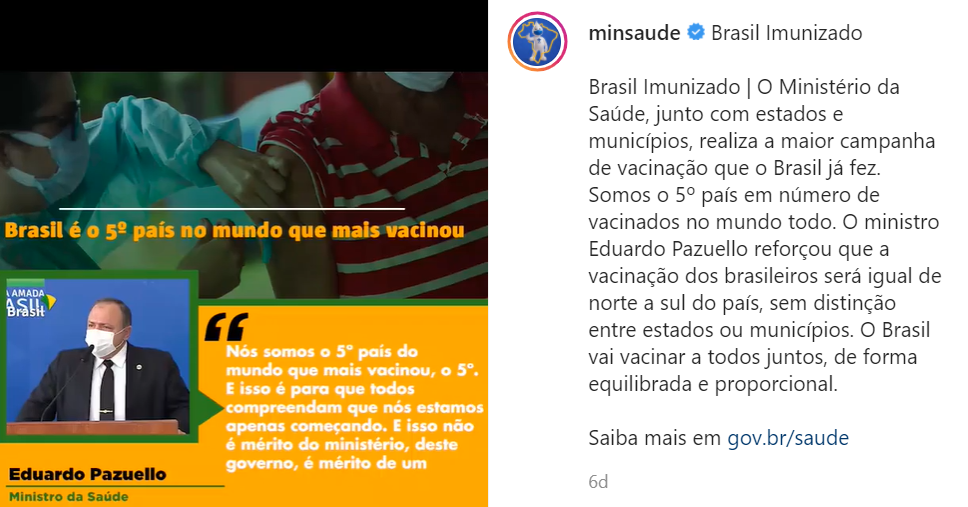 Brasil é o 5º país no mundo que mais vacinou
A AMADA
BRASIL
Brasil
“
Nós somos o 5º país do
mundo que mais vacinou, o 5º.
E isso é para que todos
compreendam que nós estamos
apenas começando. E isso não
é mérito do ministério, deste
governo, é mérito de um
Eduardo Pazuello
Ministro da Saúde
minsaude Brasil Imunizado
Brasil Imunizado | O Ministério da
Saúde, junto com estados e
municípios, realiza a maior campanha
de vacinação que o Brasil já fez.
Somos o 5º país em número de
vacinados no mundo todo. O ministro
Eduardo Pazuello reforçou que a
vacinação dos brasileiros será igual de
norte a sul do país, sem distinção
entre estados ou municípios. O Brasil
vai vacinar a todos juntos, de forma
equilibrada e proporcional.
Saiba mais em gov.br/saude
6d